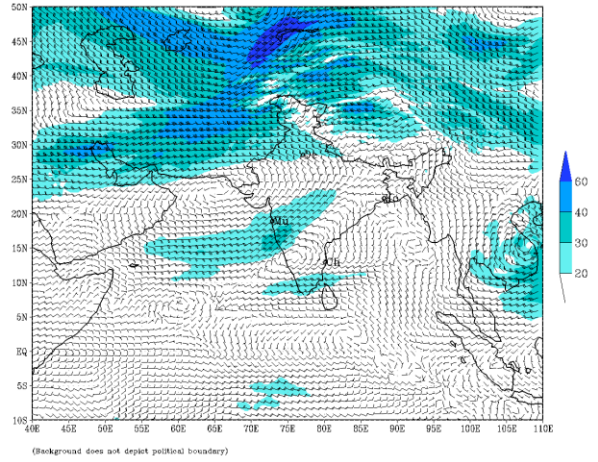 50N
45N
40N
35N
30N
25N
20N
15N
10N
5N
EQ
5S
10S
40E 45E 50E 55E 60E 65E 70E 75E 80E 85E 90E 95E 100E 105E 110E
Mu
Ch
60
40
30
20
(Background does not depict political boundary)